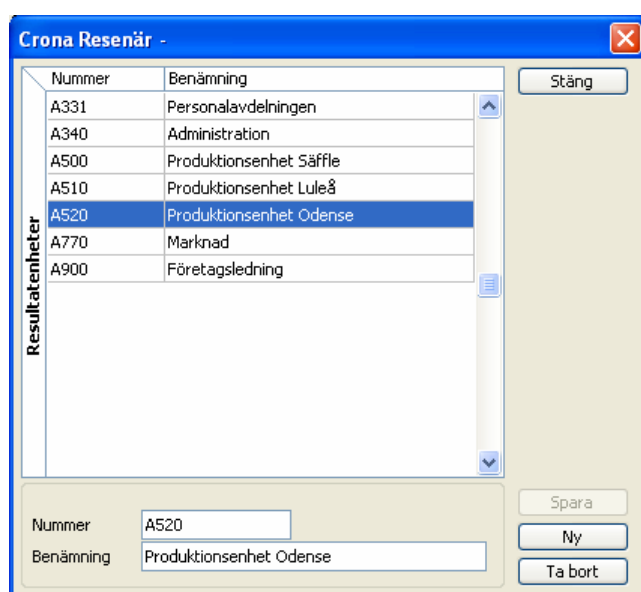 Crona Resenär -
Nummer Benämning
Stäng
A331 Personalavdelningen
A340 Administration
A500 Produktionsenhet Säffle
A510 Produktionsenhet Luleå
A520 Produktionsenhet Odense
A770 Marknad
A900 Företagsledning
Resultatenheter
Spara
Nummer A520
Ny
Benämning Produktionsenhet Odense
Ta bort